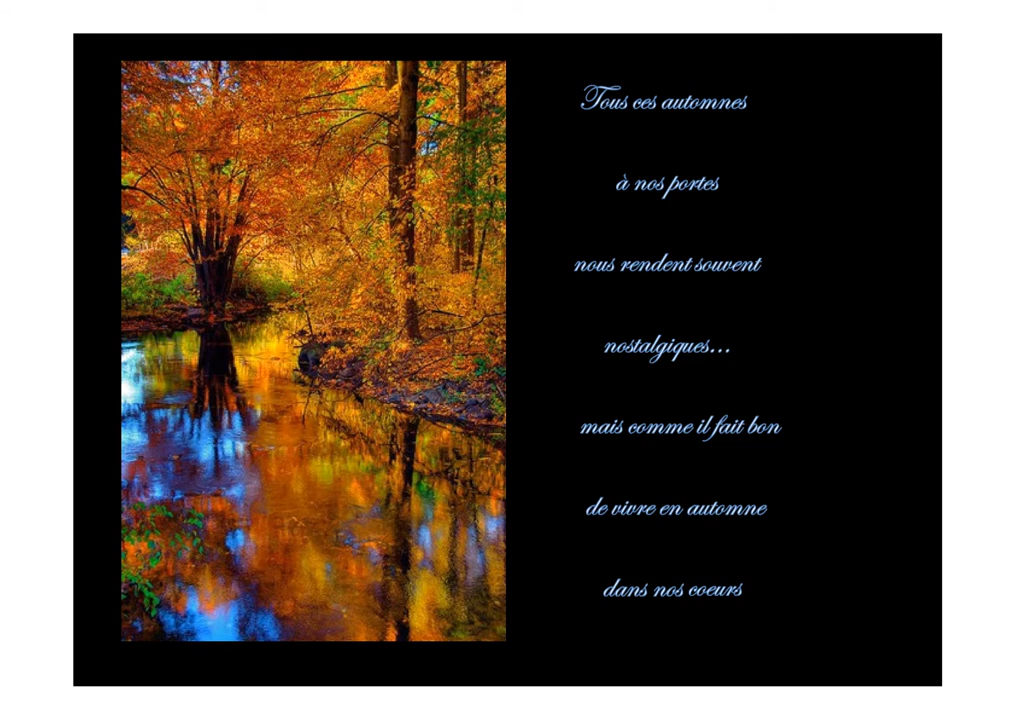 Tous ces automnes
à nos portes
nous rendent souvent
nostalgiques...
mais comme il fait bon
de vivre en automne
dans nos coeurs